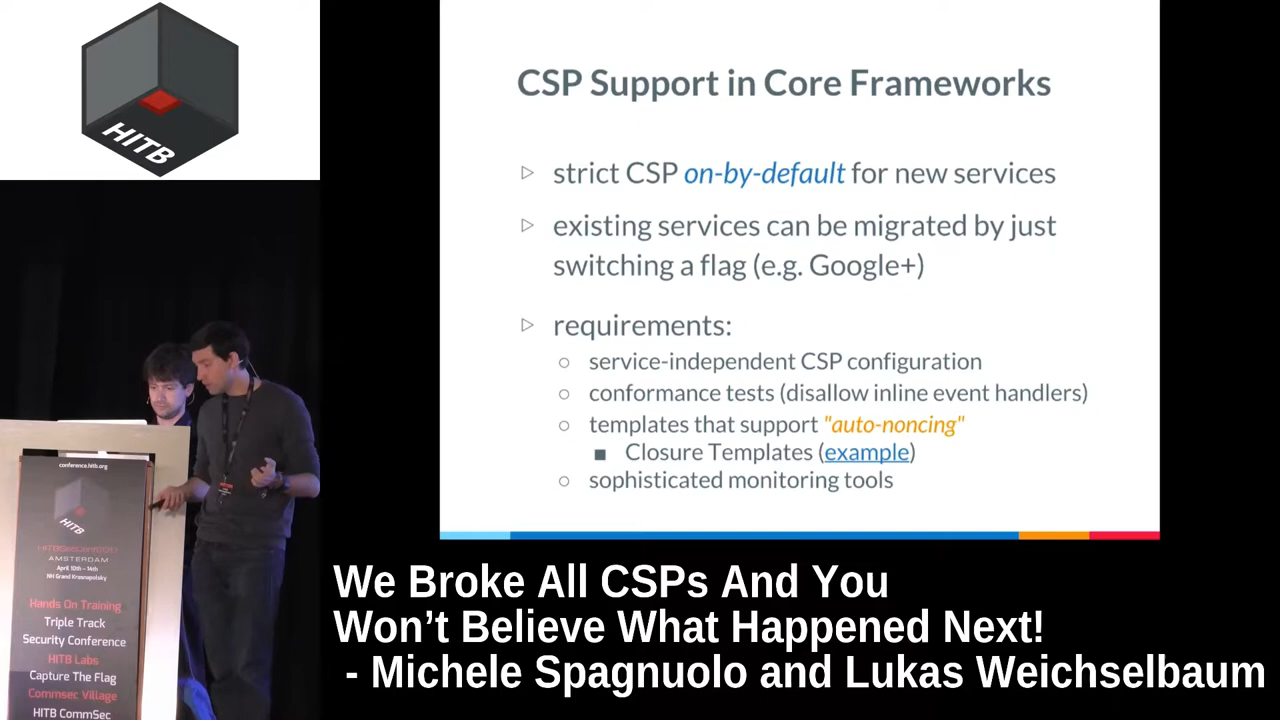 HITB
CSP Support in Core Frameworks
▷ strict CSP on-by-default for new services
▷ existing services can be migrated by just
switching a flag (e.g. Google+)
▷ requirements:
○ service-independent CSP configuration
○ conformance tests (disallow inline event handlers)
○ templates that support "auto-noncing"
■ Closure Templates (example)
○ sophisticated monitoring tools
conference.hitb.org
HITB
HITBSecConf2017
AMSTERDAM
April 10th - 14th
NH Grand Krasnapolsky
Hands On Training
Triple Track
Security Conference
HITB Labs
Capture The Flag
Commsec Village
HITB CommSec
We Broke All CSPs And You
Won't Believe What Happened Next!
- Michele Spagnuolo and Lukas Weichselbaum